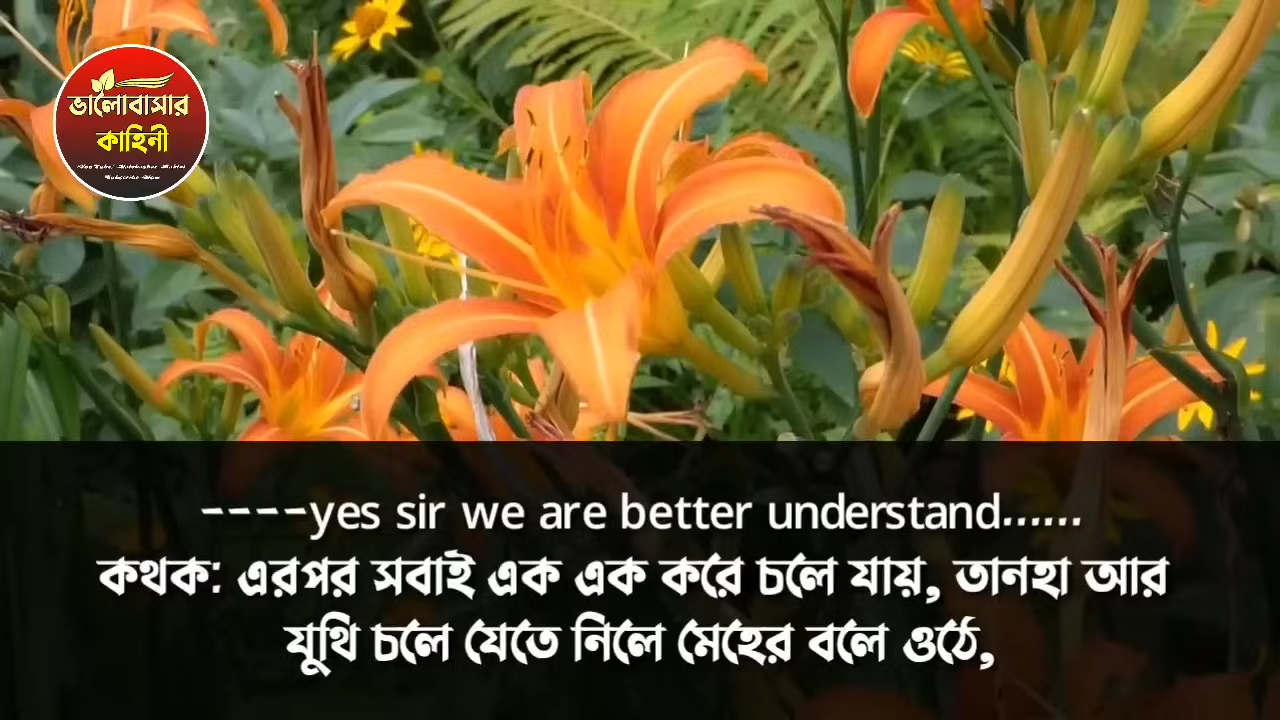 ভালোবাসার
কাহিনী
----yes sir we are better understand......
কথক: এরপর সবাই এক এক করে চলে যায়, তানহা আর
যুথি চলে যেতে নিলে মেহের বলে ওঠে,